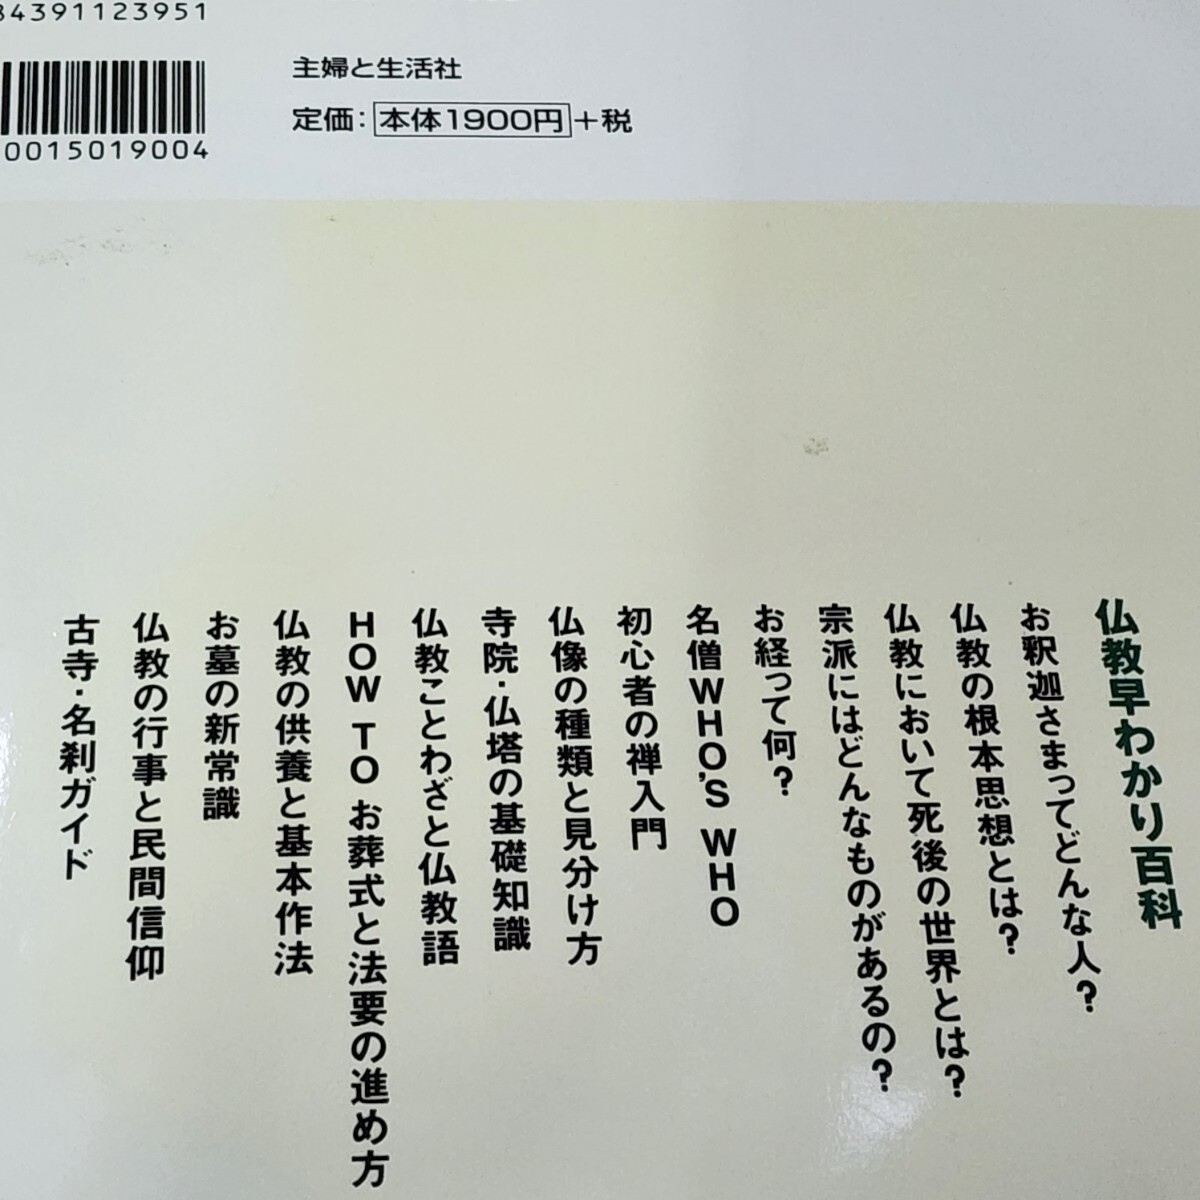 84391123951
0015019004
主婦と生活社
定価：本体1900円＋税
仏教早わかり百科
お釈迦さまってどんな人？
仏教の根本思想とは？
仏教において死後の世界とは？
宗派にはどんなものがあるの？
お経って何？
名僧WHO'S WHO
初心者の禅入門
仏像の種類と見分け方
寺院・仏塔の基礎知識
仏教ことわざと仏教語
HOW TO お葬式と法要の進め方
仏教の供養と基本作法
お墓の新常識
仏教の行事と民間信仰
古寺・名刹ガイド